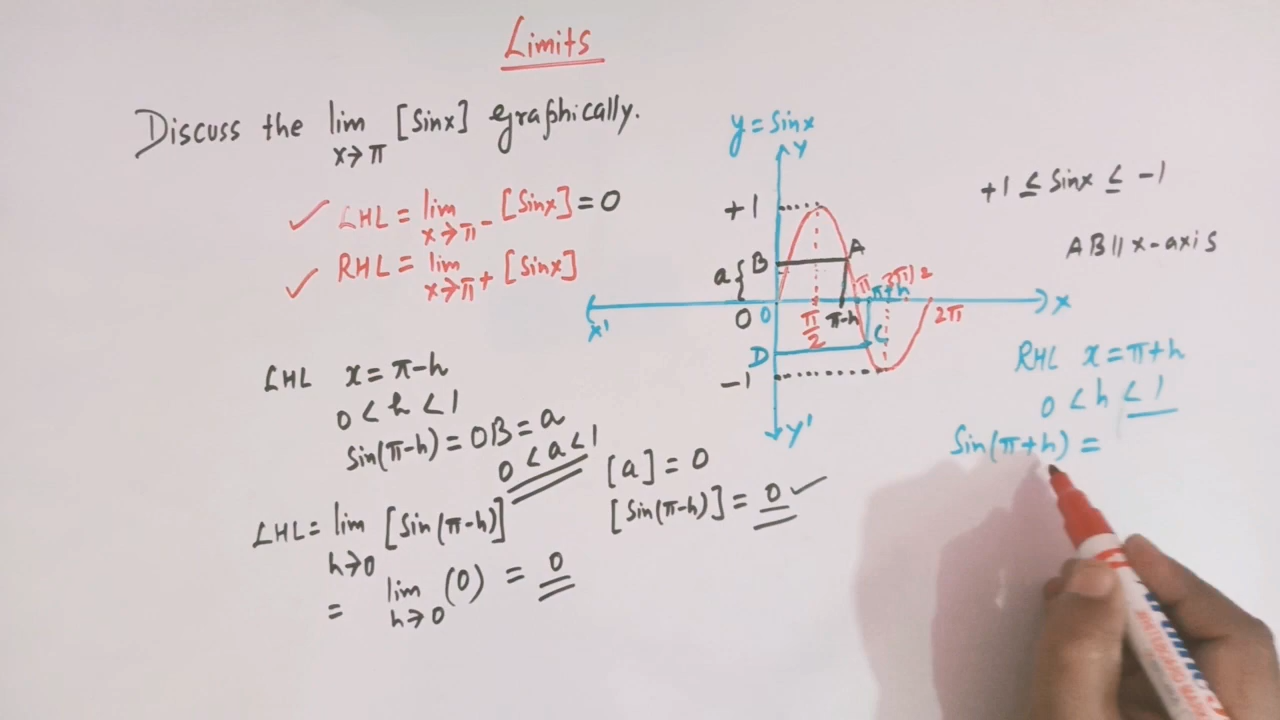 Limits
Discuss the lim [Sinx] graphically.
x→π
LHL = lim [Sinx] = 0
x→π-
RHL = lim [Sinx]
x→π+
y = Sinx
Y
+1
B
A
a{
O
0
π/2
π-h
π
π+h
3π/2
2π
X
X'
D
C
-1
Y'
+1 ≤ Sinx ≤ -1
AB || x-axis
LHL x = π-h
0 < h < 1
sin(π-h) = OB = a
0 < a < 1
[a] = 0
[Sin(π-h)] = 0
LHL = lim [Sin(π-h)]
h→0
= lim (0) = 0
h→0
RHL x = π+h
0 < h < 1
Sin(π+h) =